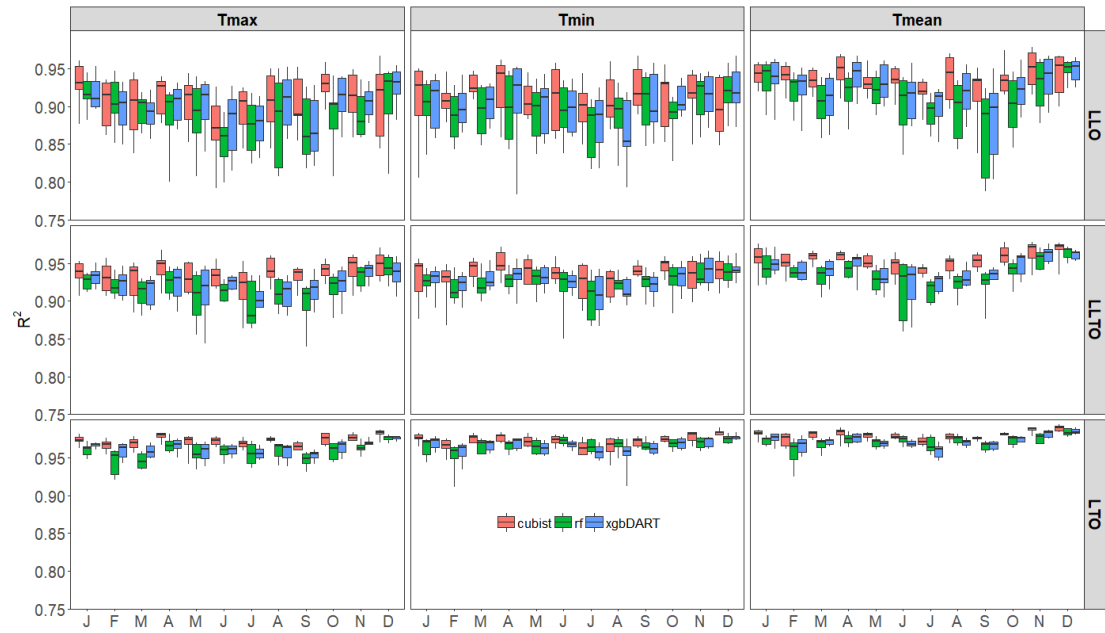 Tmax Tmin Tmean
0.95
0.90
0.85
0.80
0.75
LLO
0.95
0.90
0.85
0.80
0.75
LLTO
R²
0.95
0.90
0.85
0.80
0.75
LTO
cubist rf xgbDART
J F M A M J J A S O N D J F M A M J J A S O N D J F M A M J J A S O N D